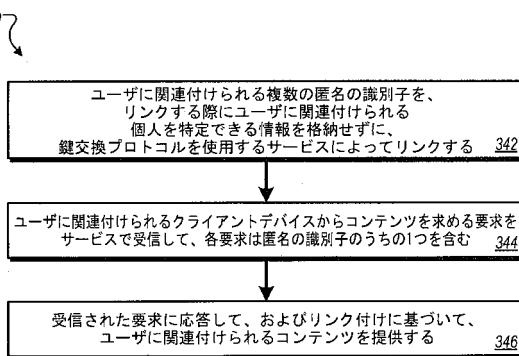 ユーザに関連付けられる複数の匿名の識別子を、
リンクする際にユーザに関連付けられる
個人を特定できる情報を格納せずに、
鍵交換プロトコルを使用するサービスによってリンクする 342
ユーザに関連付けられるクライアントデバイスからコンテンツを求める要求を
サービスで受信して、各要求は匿名の識別子のうちの1つを含む 344
受信された要求に応答して、およびリンク付けに基づいて、
ユーザに関連付けられるコンテンツを提供する 346